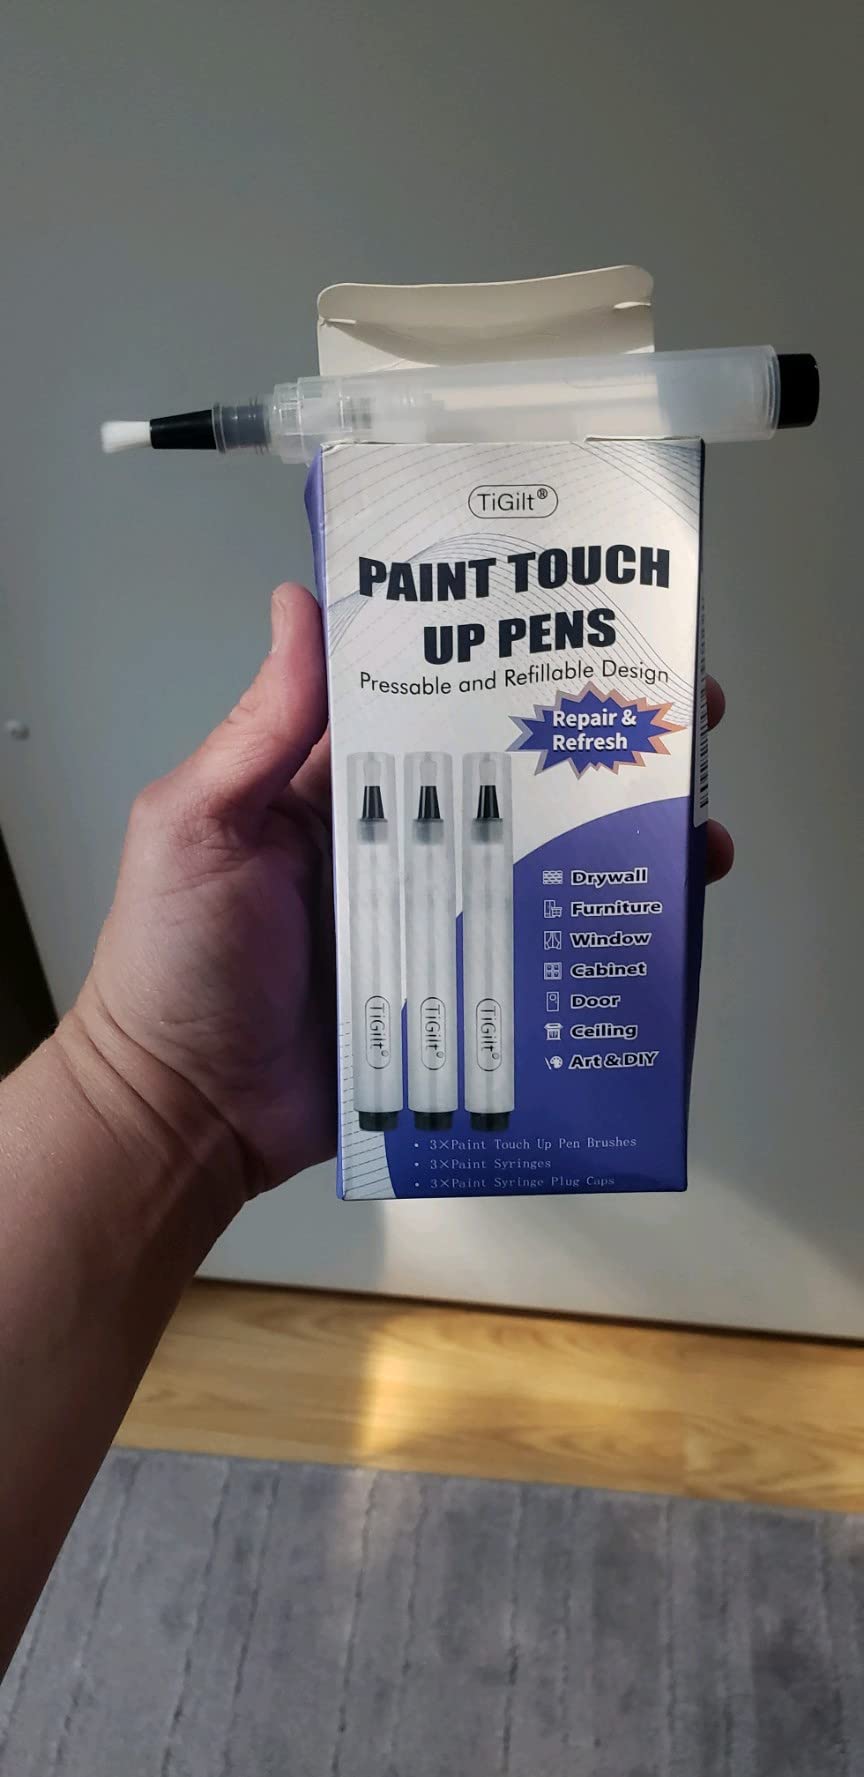 TiGilt®
PAINT TOUCH
UP PENS
Pressable and Refillable Design
Repair &
Refresh
Drywall
Furniture
Window
Cabinet
Door
Ceiling
Art & DIY
TiGilt®
TiGilt®
TiGilt®
• 3×Paint Touch Up Pen Brushes
• 3×Paint Syringes
• 3×Paint Syringe Plug Caps